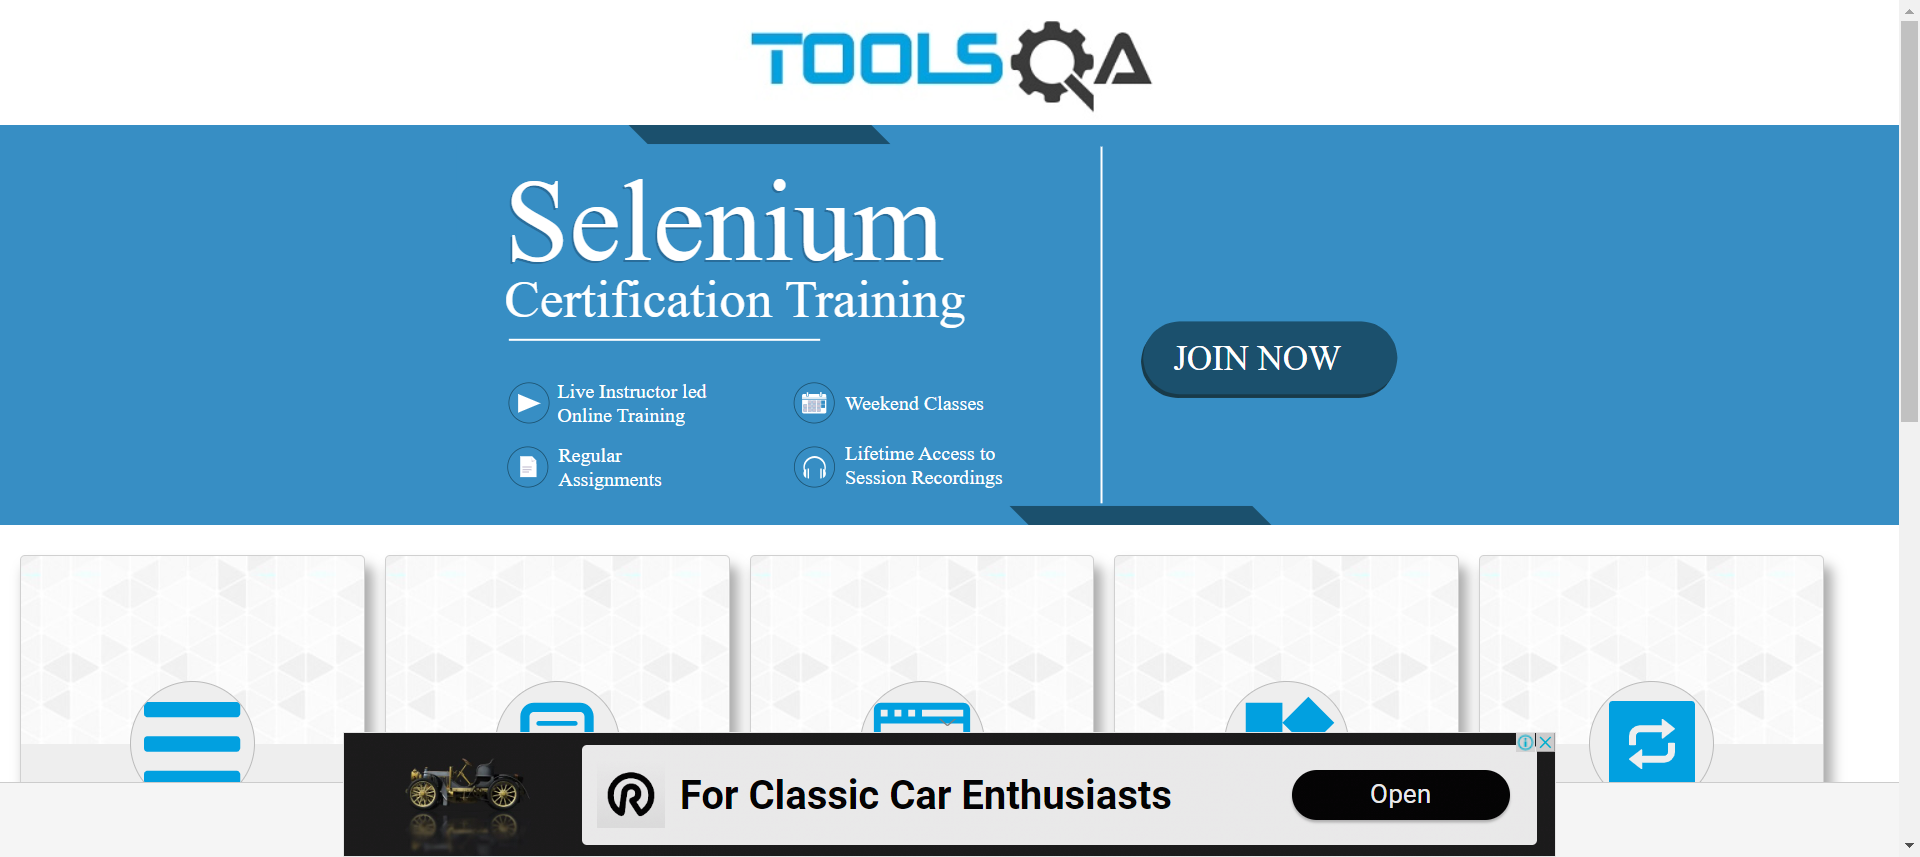 TOOLSQA
Selenium
Certification Training
JOIN NOW
Live Instructor led
Online Training
Weekend Classes
Regular
Assignments
Lifetime Access to
Session Recordings
For Classic Car Enthusiasts
Open